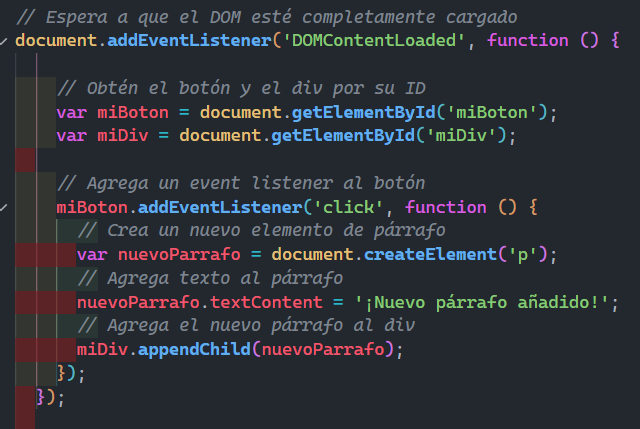 // Espera a que el DOM esté completamente cargado
document.addEventListener('DOMContentLoaded', function () {
// Obtén el botón y el div por su ID
var miBoton = document.getElementById('miBoton');
var miDiv = document.getElementById('miDiv');
// Agrega un event listener al botón
miBoton.addEventListener('click', function () {
// Crea un nuevo elemento de párrafo
var nuevoParrafo = document.createElement('p');
// Agrega texto al párrafo
nuevoParrafo.textContent = '¡Nuevo párrafo añadido!';
// Agrega el nuevo párrafo al div
miDiv.appendChild(nuevoParrafo);
});
});